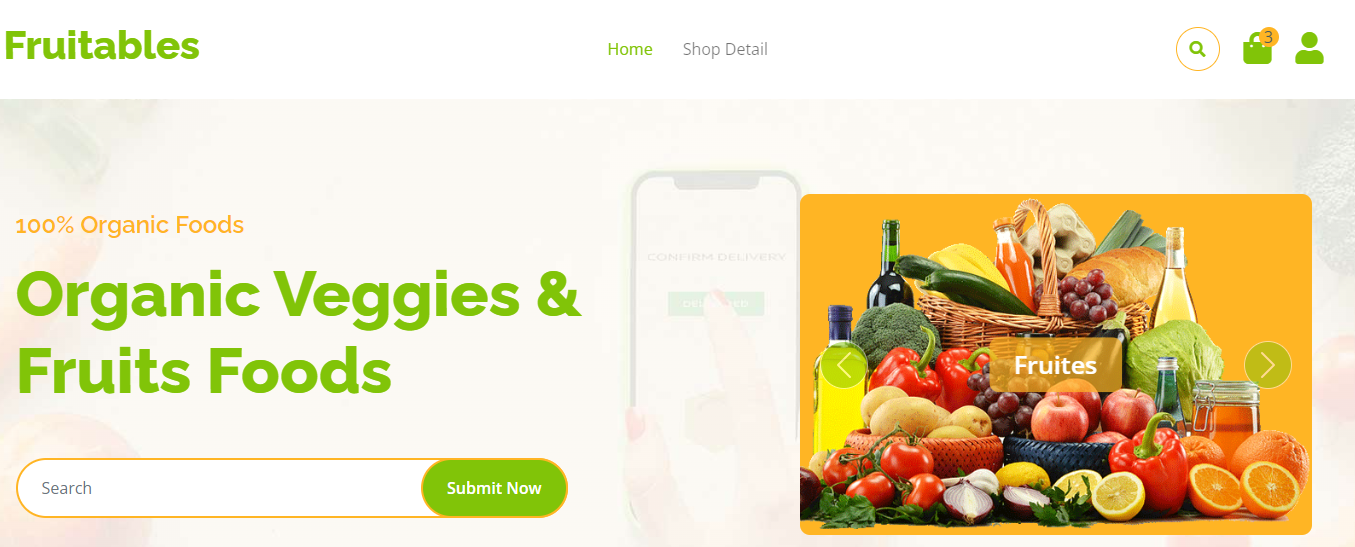 Fruitables
Home
Shop Detail
3
100% Organic Foods
Organic Veggies &
Fruits Foods
CONFIRM DELIVERY
Fruites
Search
Submit Now